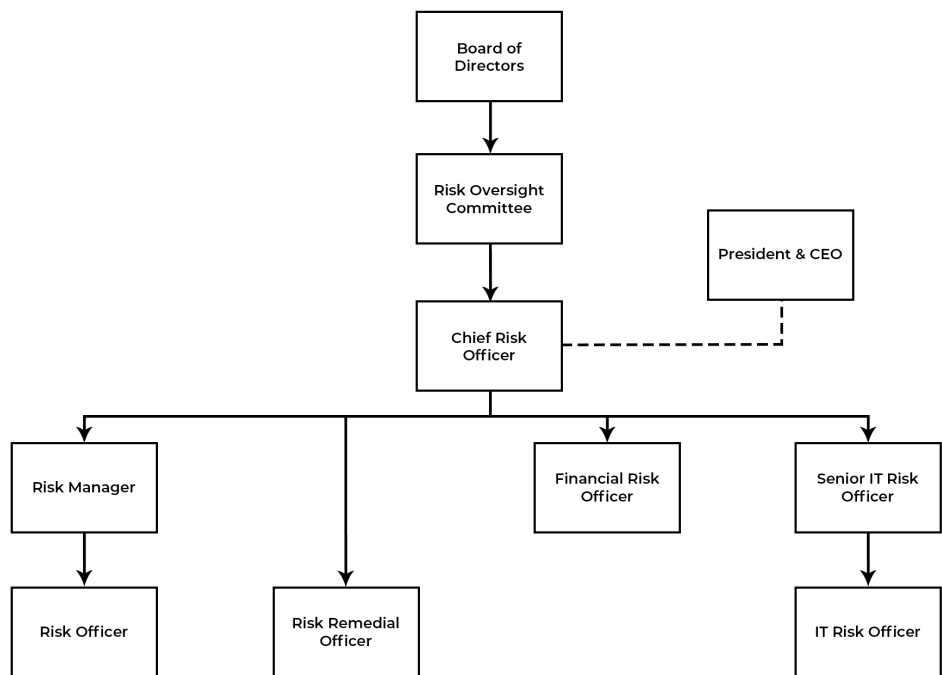 Board of
Directors
Risk Oversight
Committee
President & CEO
Chief Risk
Officer
Risk Manager
Financial Risk
Officer
Senior IT Risk
Officer
Risk Officer
Risk Remedial
Officer
IT Risk Officer